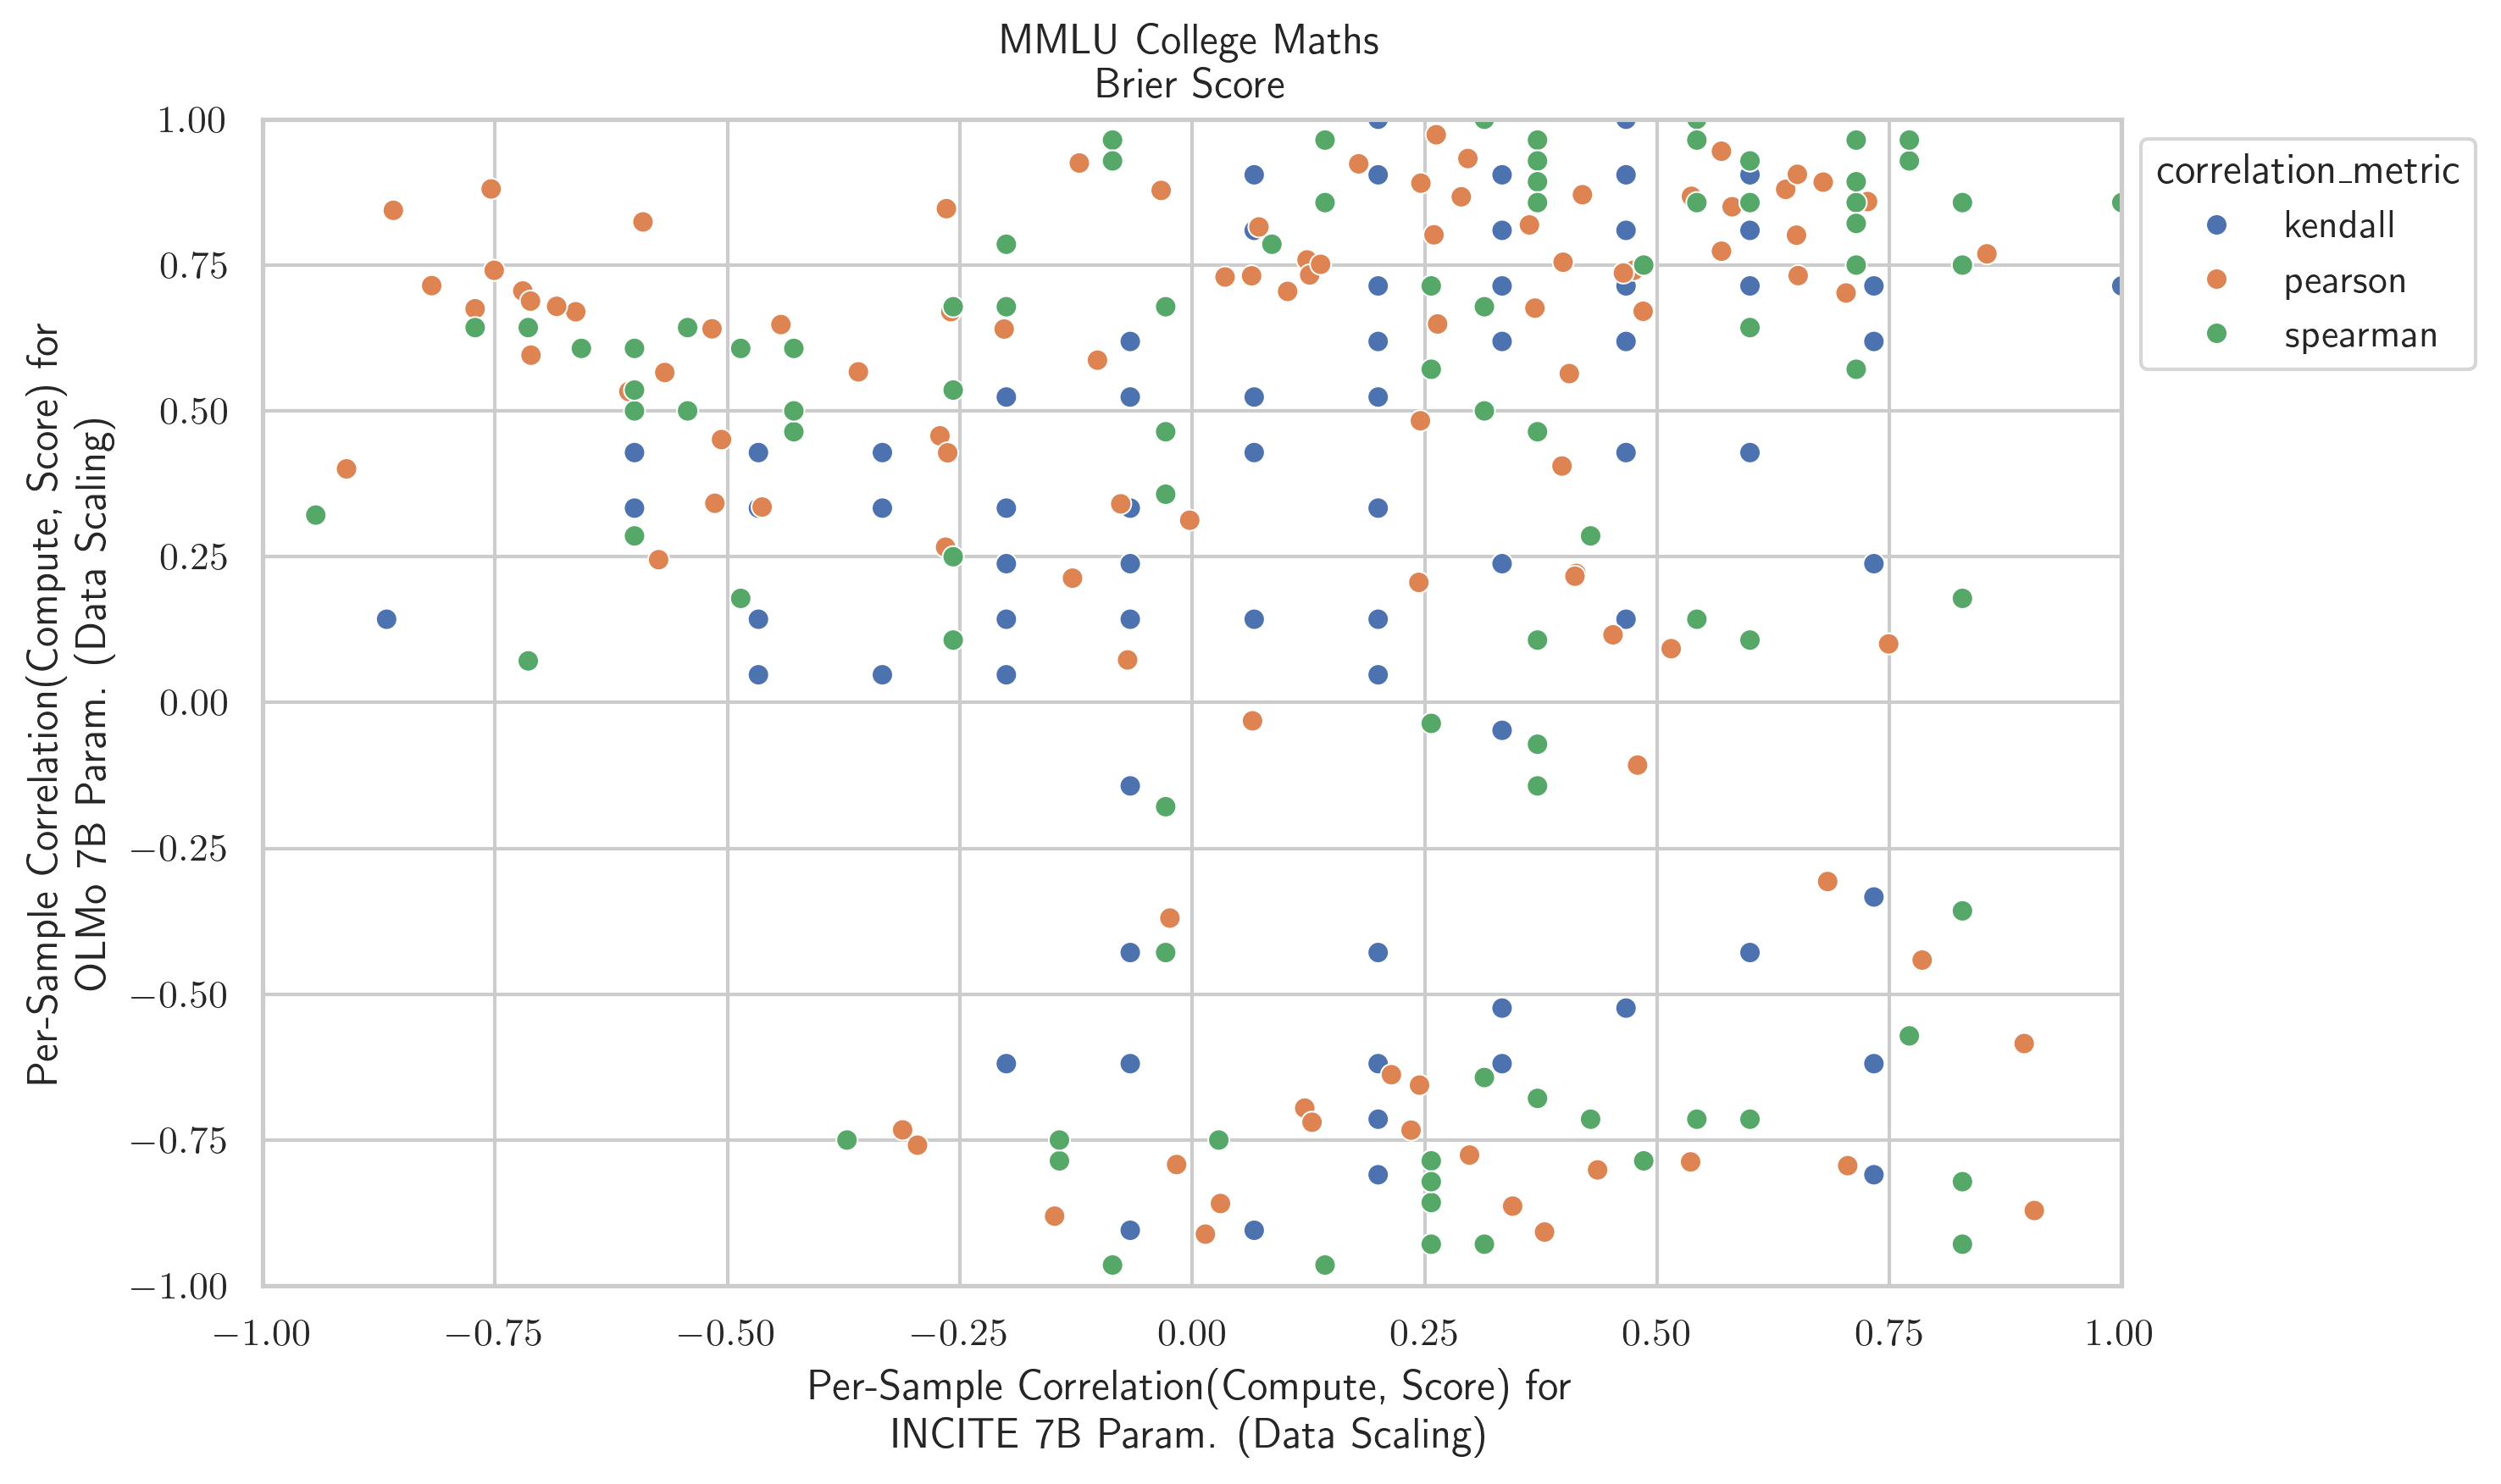 MMLU College Maths
Brier Score
Per-Sample Correlation(Compute, Score) for
OLMo 7B Param. (Data Scaling)
1.00
0.75
0.50
0.25
0.00
−0.25
−0.50
−0.75
−1.00
−1.00 −0.75 −0.50 −0.25 0.00 0.25 0.50 0.75 1.00
Per-Sample Correlation(Compute, Score) for
INCITE 7B Param. (Data Scaling)
correlation_metric
kendall
pearson
spearman